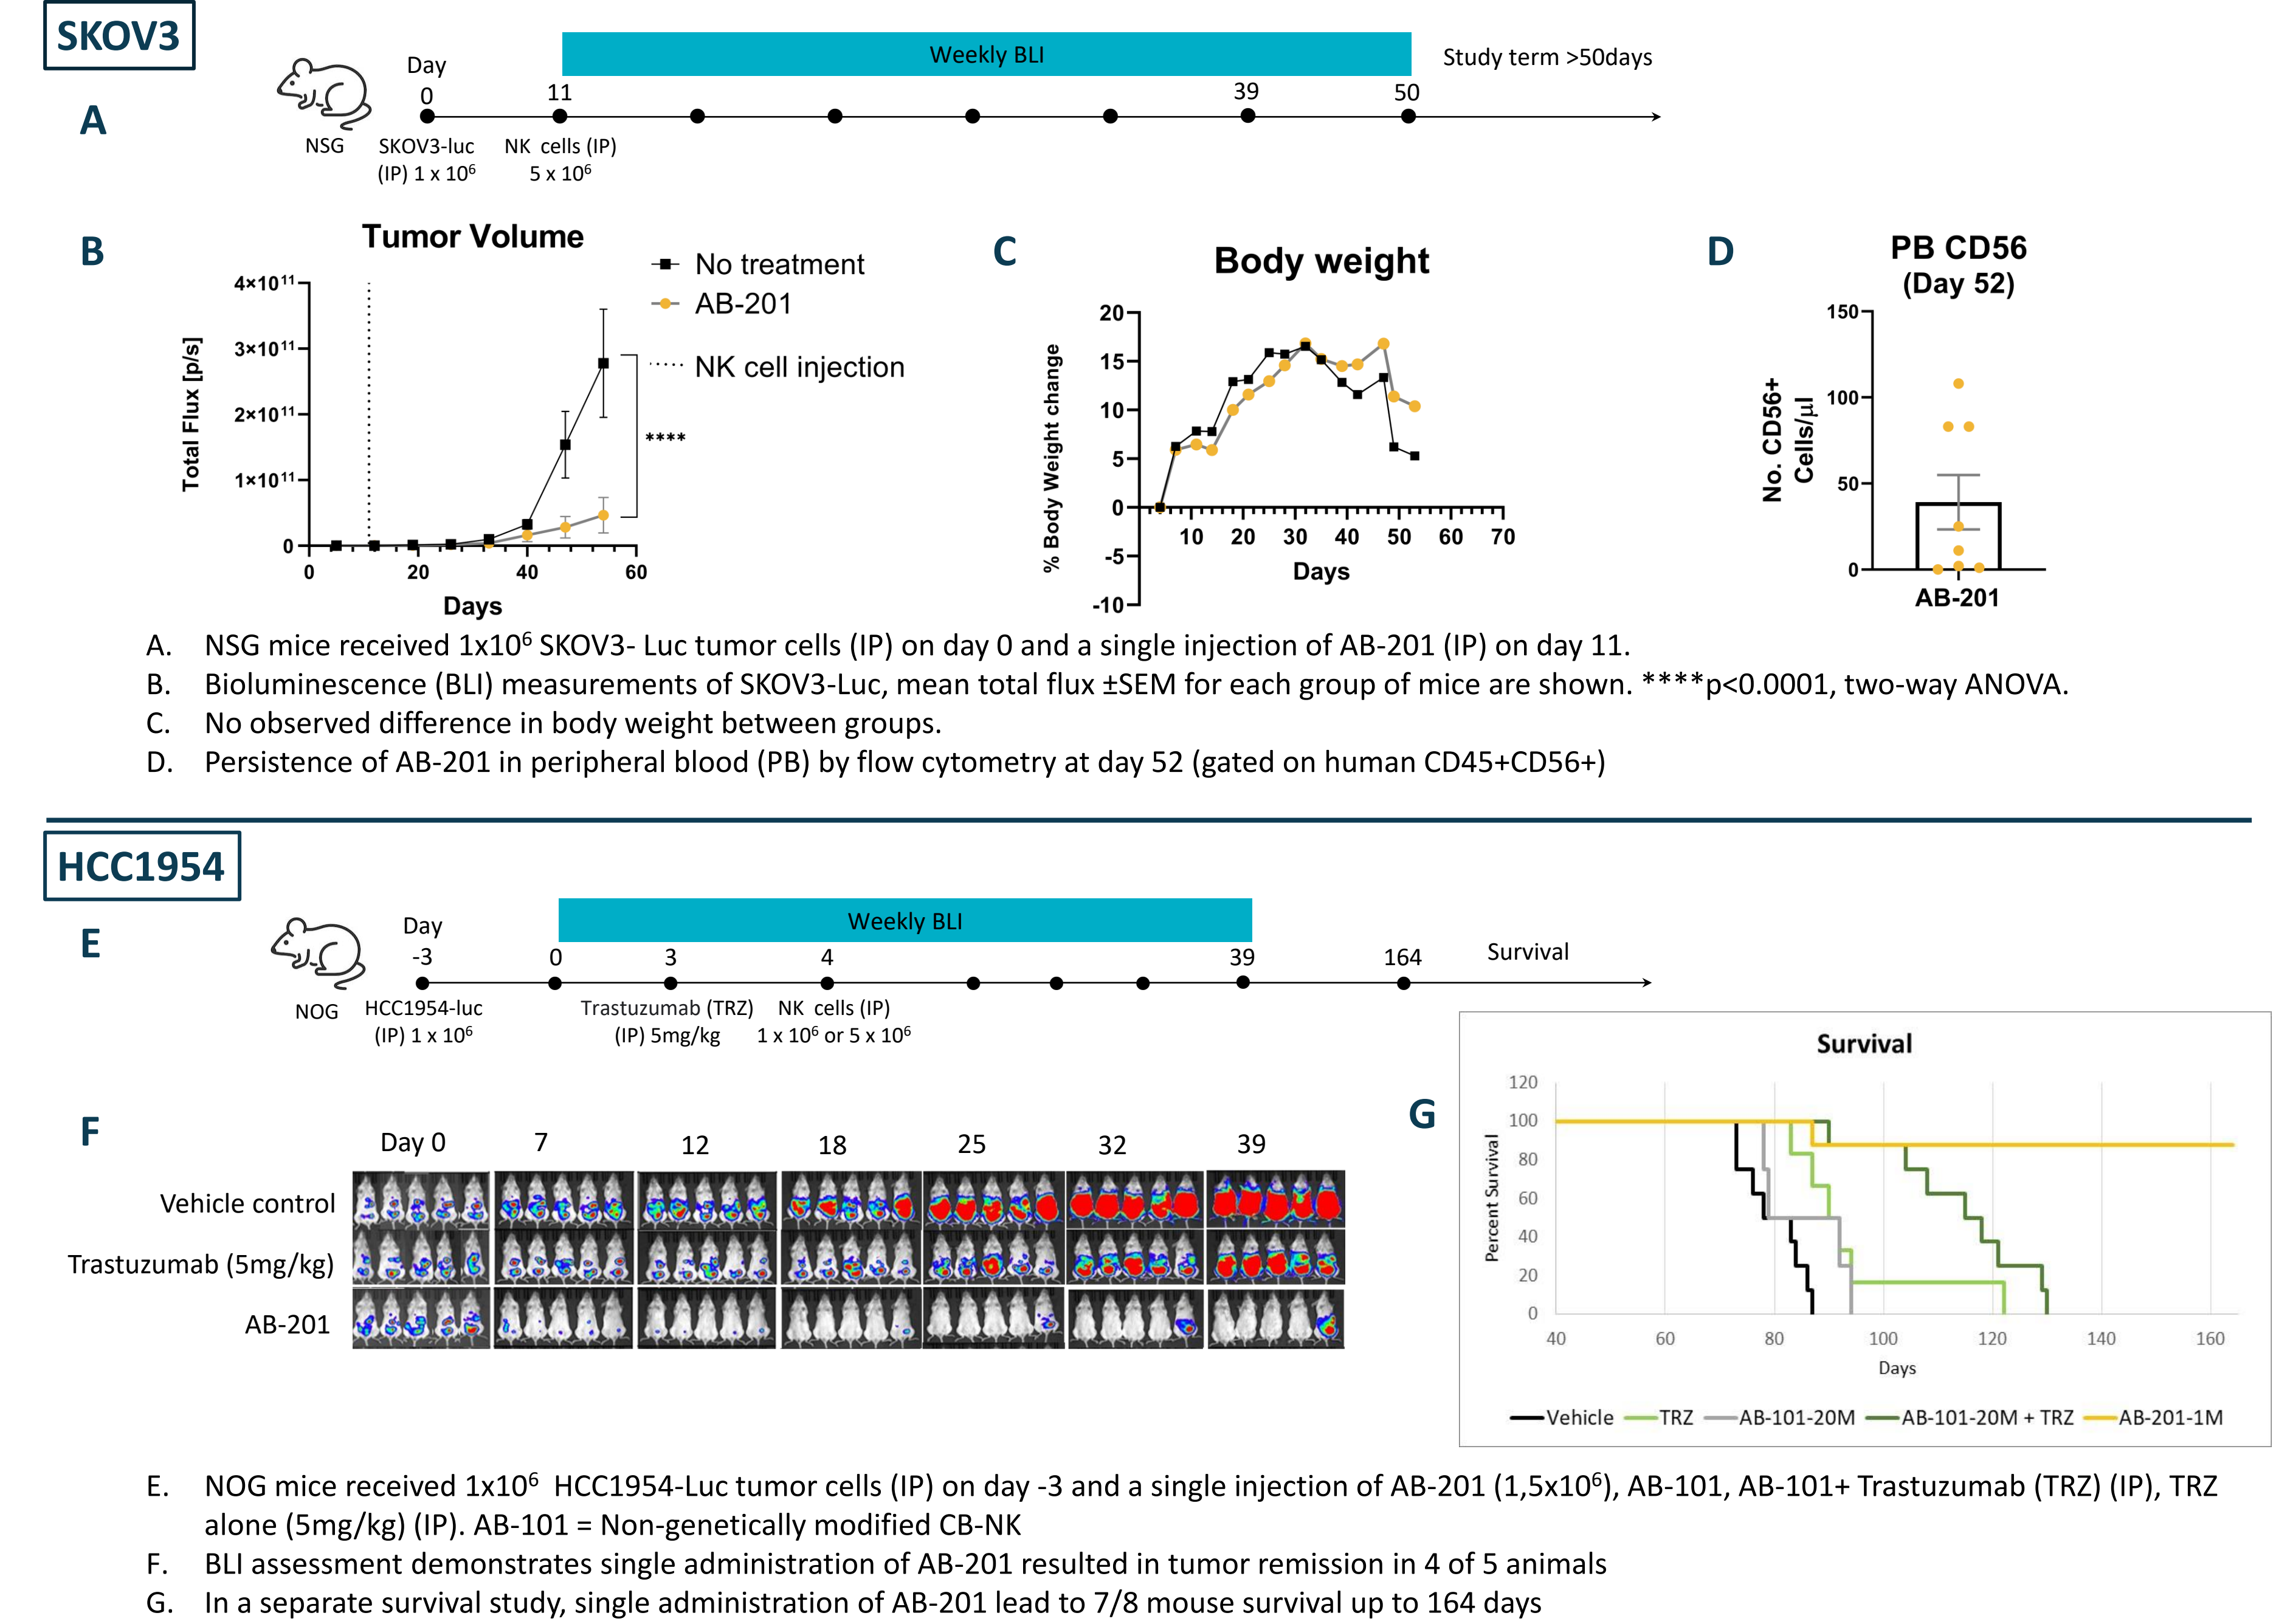 SKOV3
A
Weekly BLI
Study term >50days
Day
0
11
39
50
NSG
SKOV3-luc
(IP) 1 x 10⁶
NK cells (IP)
5 x 10⁶
B
Tumor Volume
Total Flux [p/s]
4×10¹¹
3×10¹¹
2×10¹¹
1×10¹¹
0
0
20
40
60
Days
****
No treatment
AB-201
NK cell injection
C
Body weight
% Body Weight change
20
15
10
5
0
-5
-10
10
20
30
40
50
60
70
Days
D
PB CD56
(Day 52)
No. CD56+
Cells/µl
150
100
50
0
AB-201
A. NSG mice received 1x10⁶ SKOV3- Luc tumor cells (IP) on day 0 and a single injection of AB-201 (IP) on day 11.
B. Bioluminescence (BLI) measurements of SKOV3-Luc, mean total flux ±SEM for each group of mice are shown. ****p<0.0001, two-way ANOVA.
C. No observed difference in body weight between groups.
D. Persistence of AB-201 in peripheral blood (PB) by flow cytometry at day 52 (gated on human CD45+CD56+)
HCC1954
E
Weekly BLI
Day
-3
0
3
4
39
164
Survival
NOG
HCC1954-luc
(IP) 1 x 10⁶
Trastuzumab (TRZ)
(IP) 5mg/kg
NK cells (IP)
1 x 10⁶ or 5 x 10⁶
F
Day 0
7
12
18
25
32
39
Vehicle control
Trastuzumab (5mg/kg)
AB-201
G
Survival
Percent Survival
120
100
80
60
40
20
0
40
60
80
100
120
140
160
Days
Vehicle
TRZ
AB-101-20M
AB-101-20M + TRZ
AB-201-1M
E. NOG mice received 1x10⁶ HCC1954-Luc tumor cells (IP) on day -3 and a single injection of AB-201 (1,5x10⁶), AB-101, AB-101+ Trastuzumab (TRZ) (IP), TRZ
alone (5mg/kg) (IP). AB-101 = Non-genetically modified CB-NK
F. BLI assessment demonstrates single administration of AB-201 resulted in tumor remission in 4 of 5 animals
G. In a separate survival study, single administration of AB-201 lead to 7/8 mouse survival up to 164 days